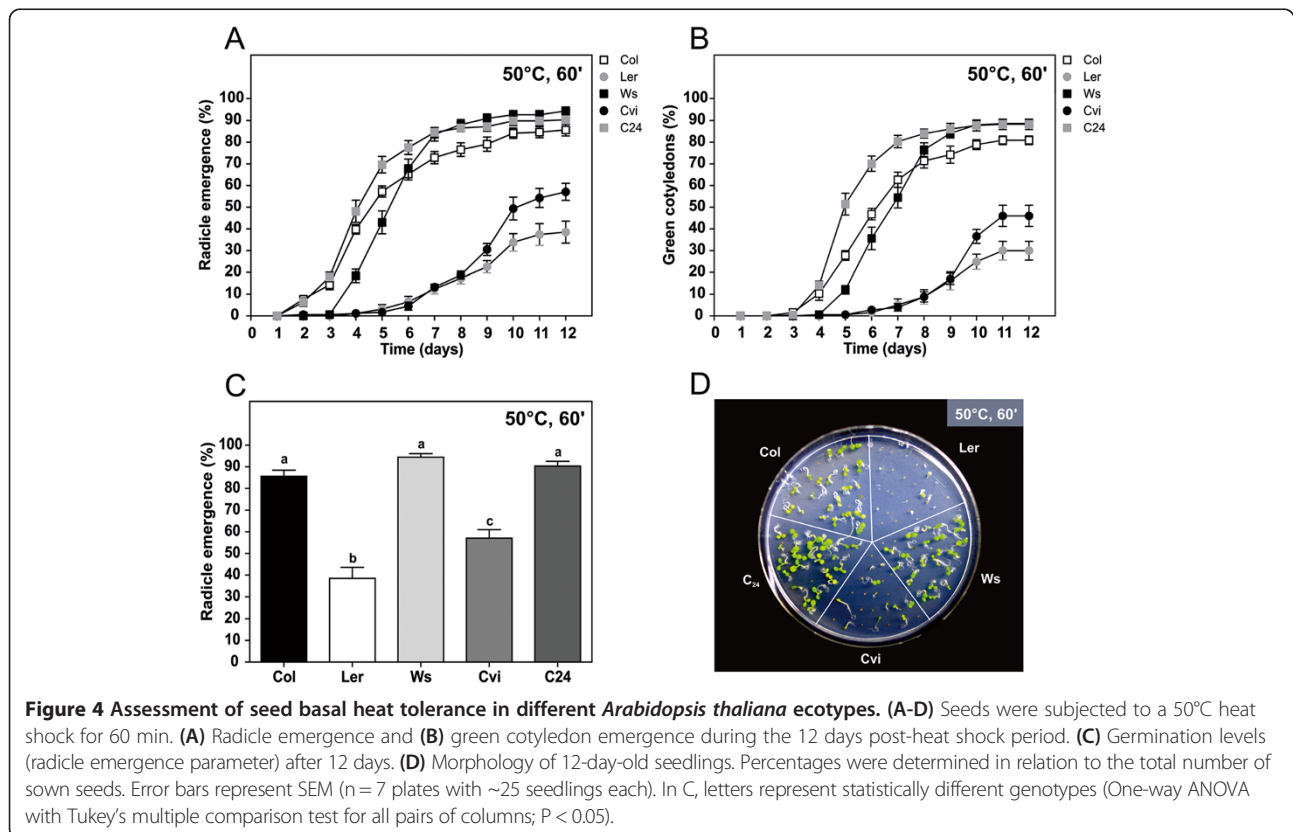 A
50°C, 60'
Radicle emergence (%)
100
90
80
70
60
50
40
30
20
10
0
0 1 2 3 4 5 6 7 8 9 10 11 12
Time (days)
Col
Ler
Ws
Cvi
C24
B
50°C, 60'
Green cotyledons (%)
100
90
80
70
60
50
40
30
20
10
0
0 1 2 3 4 5 6 7 8 9 10 11 12
Time (days)
Col
Ler
Ws
Cvi
C24
C
50°C, 60'
Radicle emergence (%)
100
90
80
70
60
50
40
30
20
10
0
a
b
a
c
a
Col Ler Ws Cvi C24
D
50°C, 60'
Col
Ler
Ws
Cvi
C24
Figure 4 Assessment of seed basal heat tolerance in different Arabidopsis thaliana ecotypes. (A-D) Seeds were subjected to a 50°C heat
shock for 60 min. (A) Radicle emergence and (B) green cotyledon emergence during the 12 days post-heat shock period. (C) Germination levels
(radicle emergence parameter) after 12 days. (D) Morphology of 12-day-old seedlings. Percentages were determined in relation to the total number of
sown seeds. Error bars represent SEM (n = 7 plates with ~25 seedlings each). In C, letters represent statistically different genotypes (One-way ANOVA
with Tukey's multiple comparison test for all pairs of columns; P < 0.05).